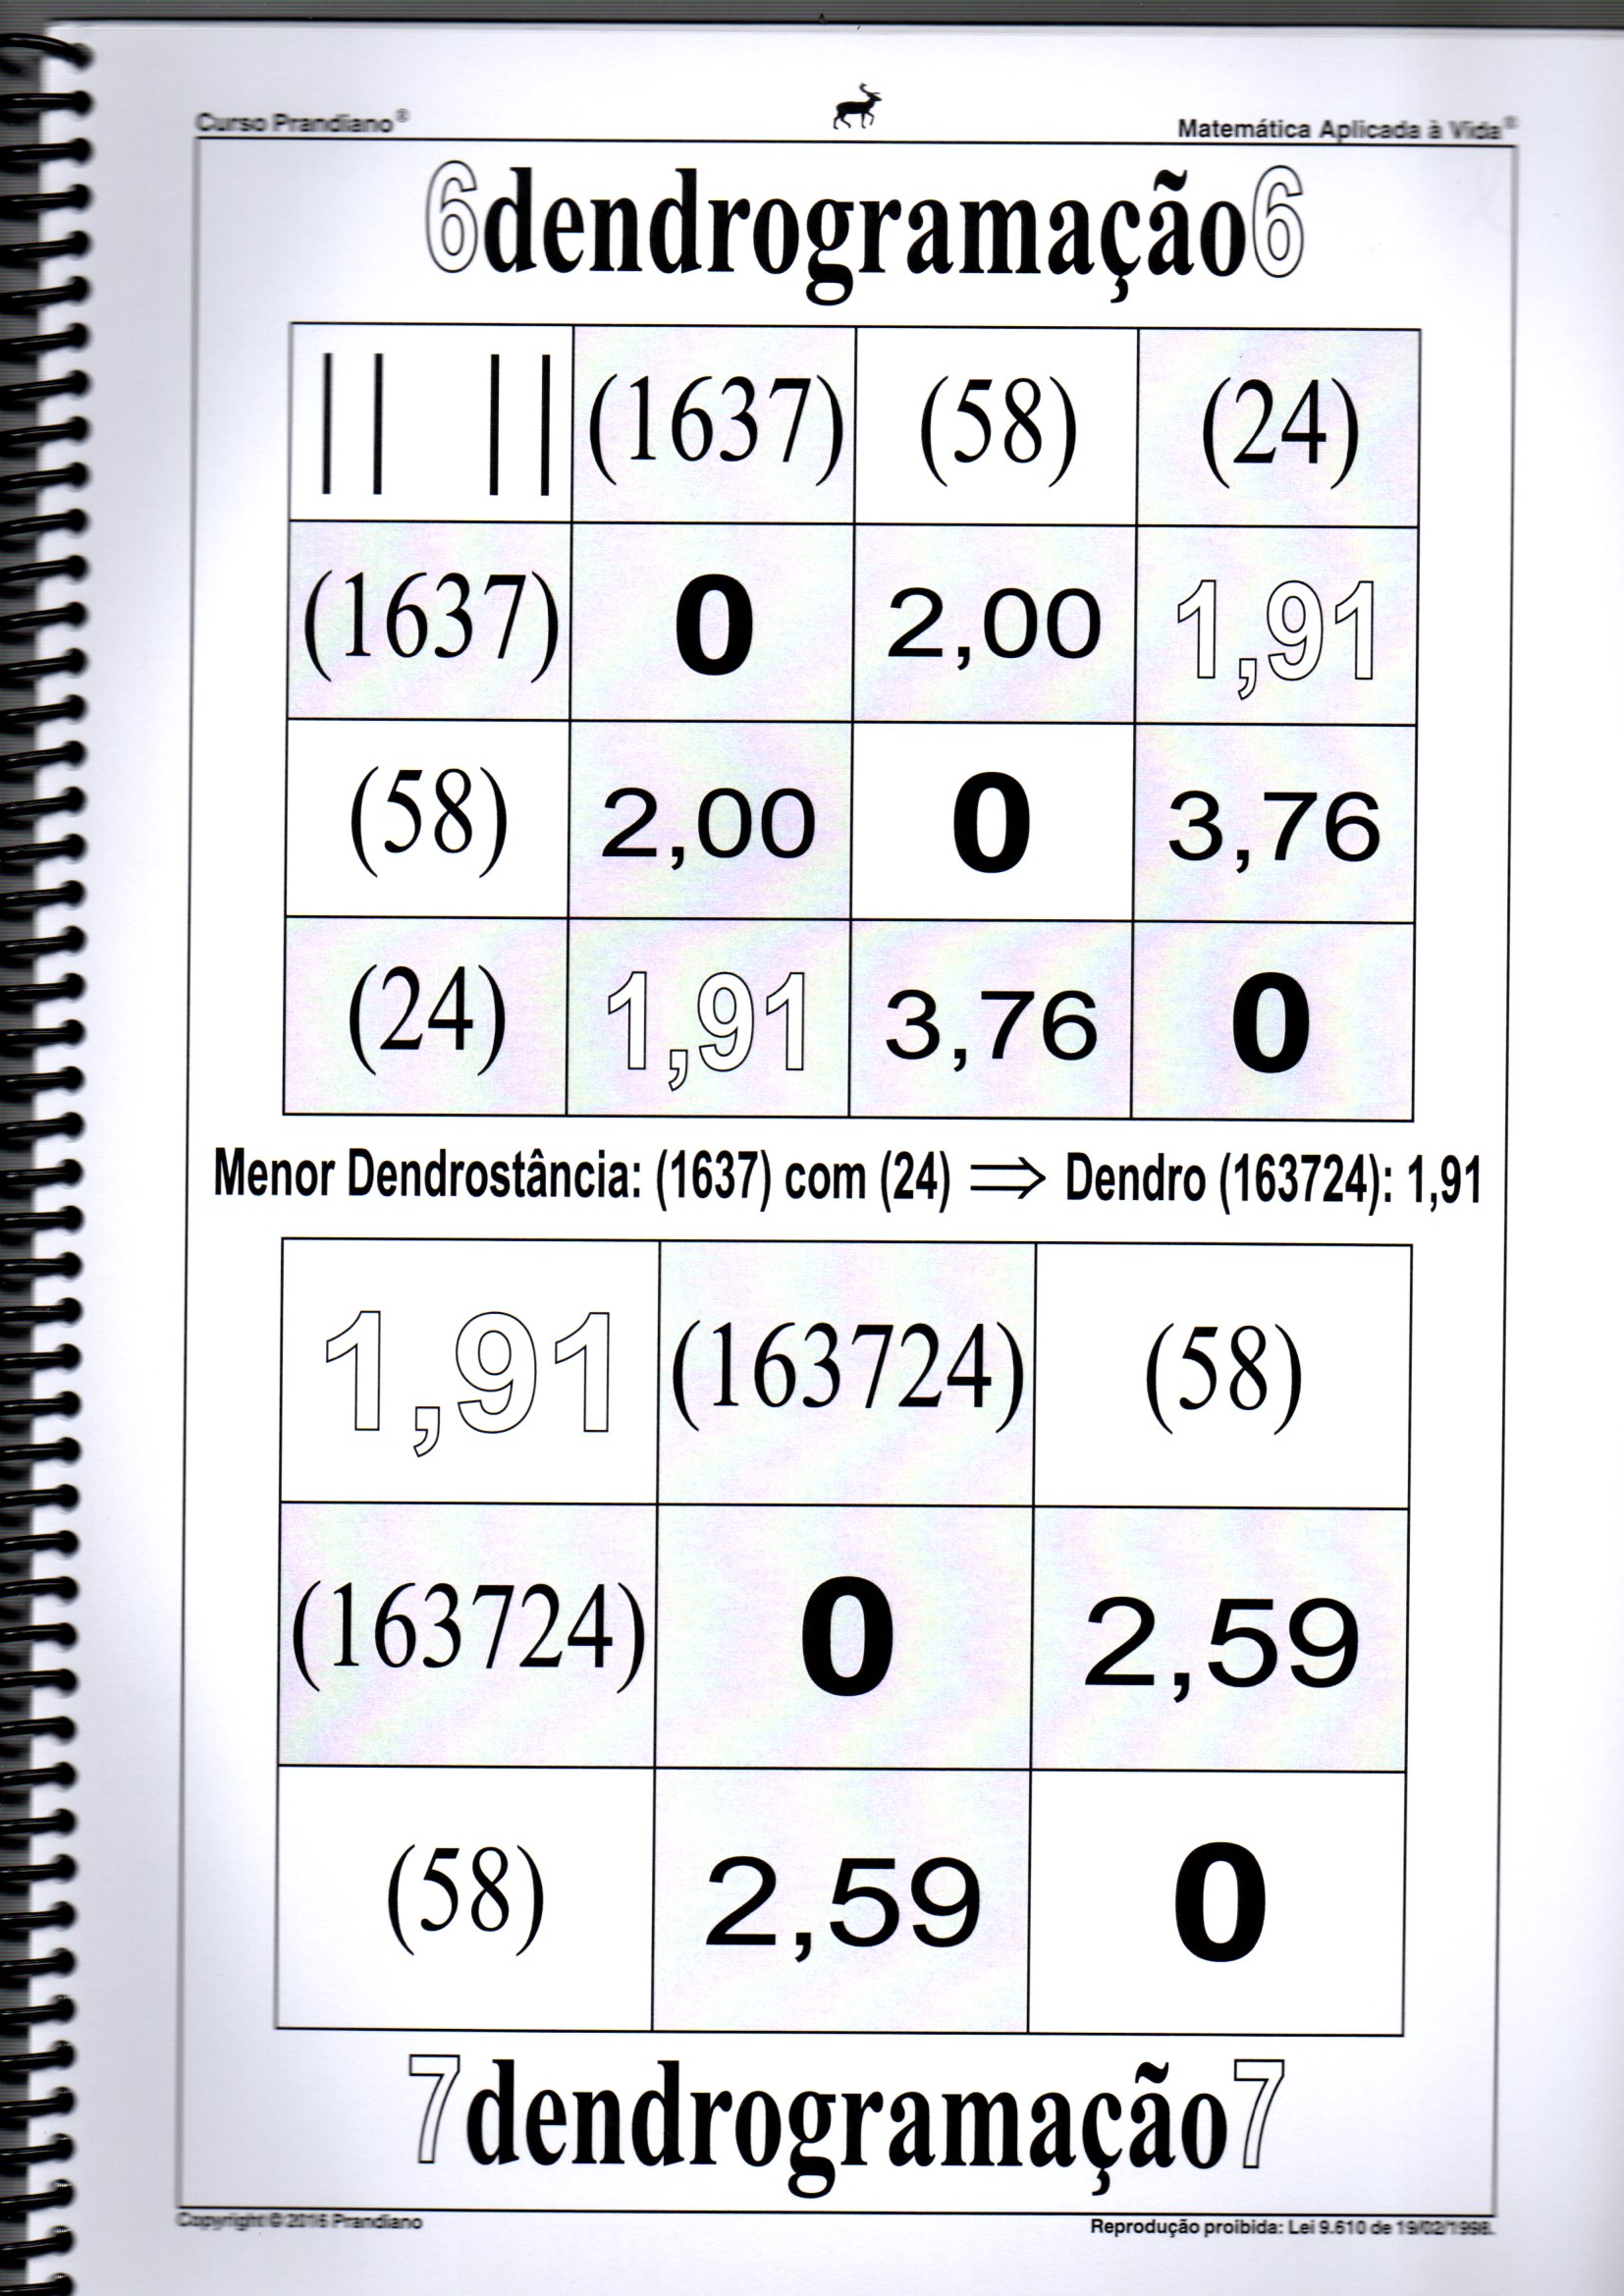 Curso Prandiano® Matemática Aplicada à Vida®
6dendrogramação6
|| || (1637) (58) (24)
(1637) 0 2,00 1,91
(58) 2,00 0 3,76
(24) 1,91 3,76 0
Menor Dendrostância: (1637) com (24) ⟹ Dendro (163724): 1,91
1,91 (163724) (58)
(163724) 0 2,59
(58) 2,59 0
7dendrogramação7
Copyright © 2016 Prandiano Reprodução proibida: Lei 9.610 de 19/02/1998.